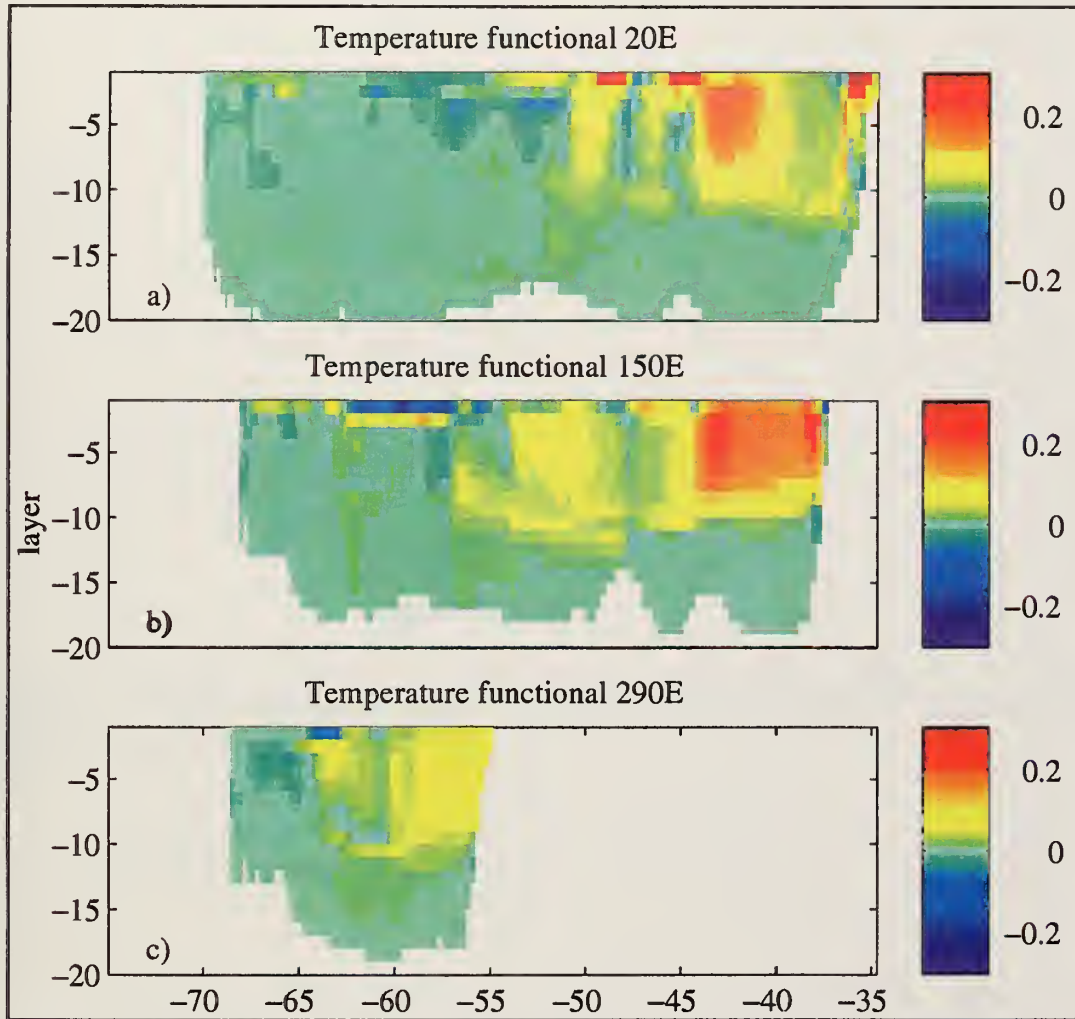 Temperature functional 20E
−5
−10
−15
−20
a)
0.2
0
−0.2
Temperature functional 150E
layer
−5
−10
−15
−20
b)
0.2
0
−0.2
Temperature functional 290E
−5
−10
−15
−20
c)
0.2
0
−0.2
−70 −65 −60 −55 −50 −45 −40 −35